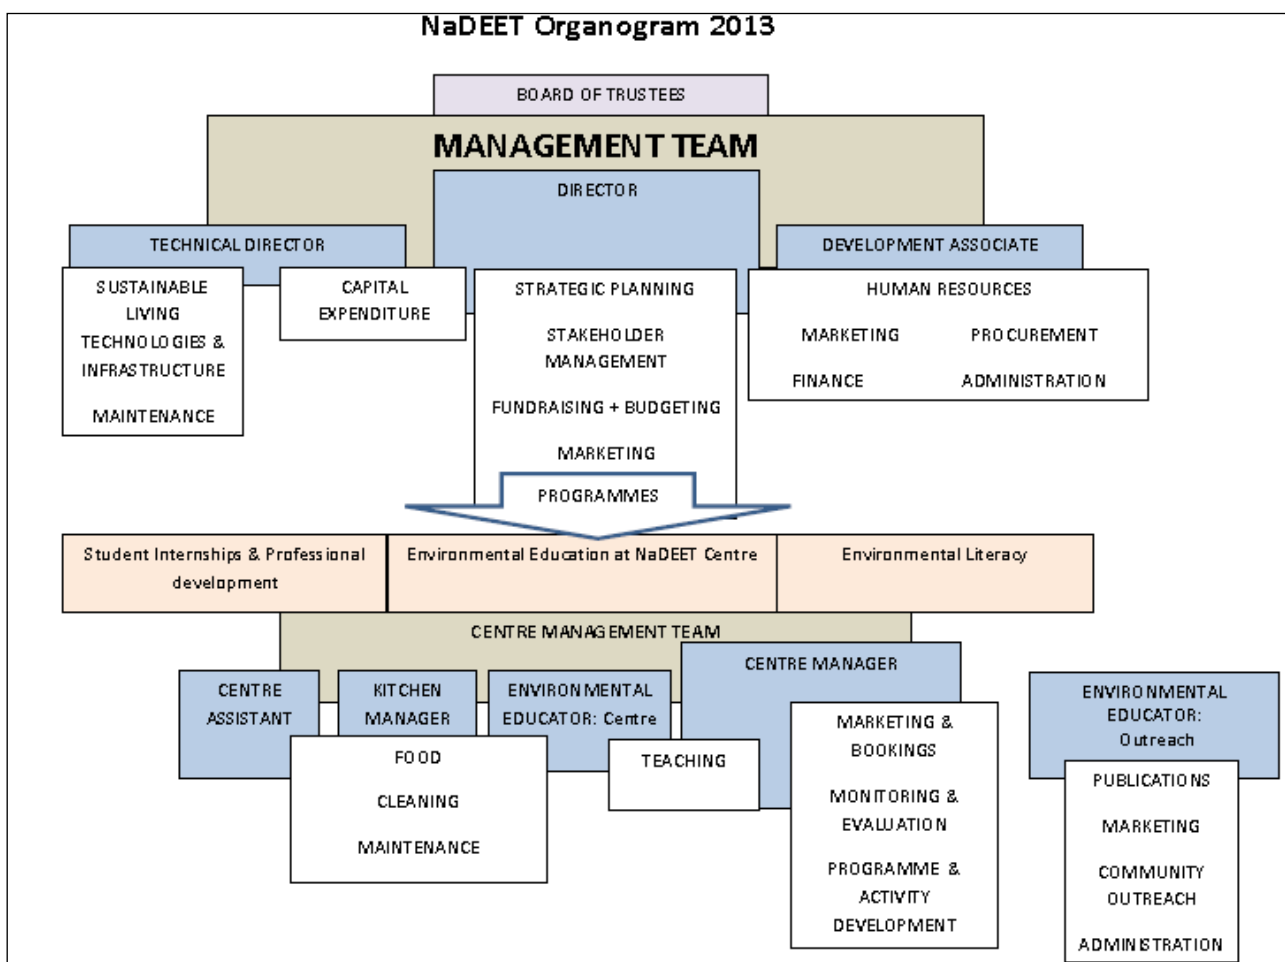 NaDEET Organogram 2013
BOARD OF TRUSTEES
MANAGEMENT TEAM
DIRECTOR
TECHNICAL DIRECTOR
DEVELOPMENT ASSOCIATE
SUSTAINABLE
LIVING
TECHNOLOGIES &
INFRASTRUCTURE
MAINTENANCE
CAPITAL
EXPENDITURE
STRATEGIC PLANNING
STAKEHOLDER
MANAGEMENT
FUNDRAISING + BUDGETING
MARKETING
PROGRAMMES
HUMAN RESOURCES
MARKETING PROCUREMENT
FINANCE ADMINISTRATION
Student Internships & Professional
development
Environmental Education at NaDEET Centre
Environmental Literacy
CENTRE MANAGEMENT TEAM
CENTRE
ASSISTANT
KITCHEN
MANAGER
ENVIRONMENTAL
EDUCATOR: Centre
CENTRE MANAGER
FOOD
CLEANING
MAINTENANCE
TEACHING
MARKETING &
BOOKINGS
MONITORING &
EVALUATION
PROGRAMME &
ACTIVITY
DEVELOPMENT
ENVIRONMENTAL
EDUCATOR:
Outreach
PUBLICATIONS
MARKETING
COMMUNITY
OUTREACH
ADMINISTRATION